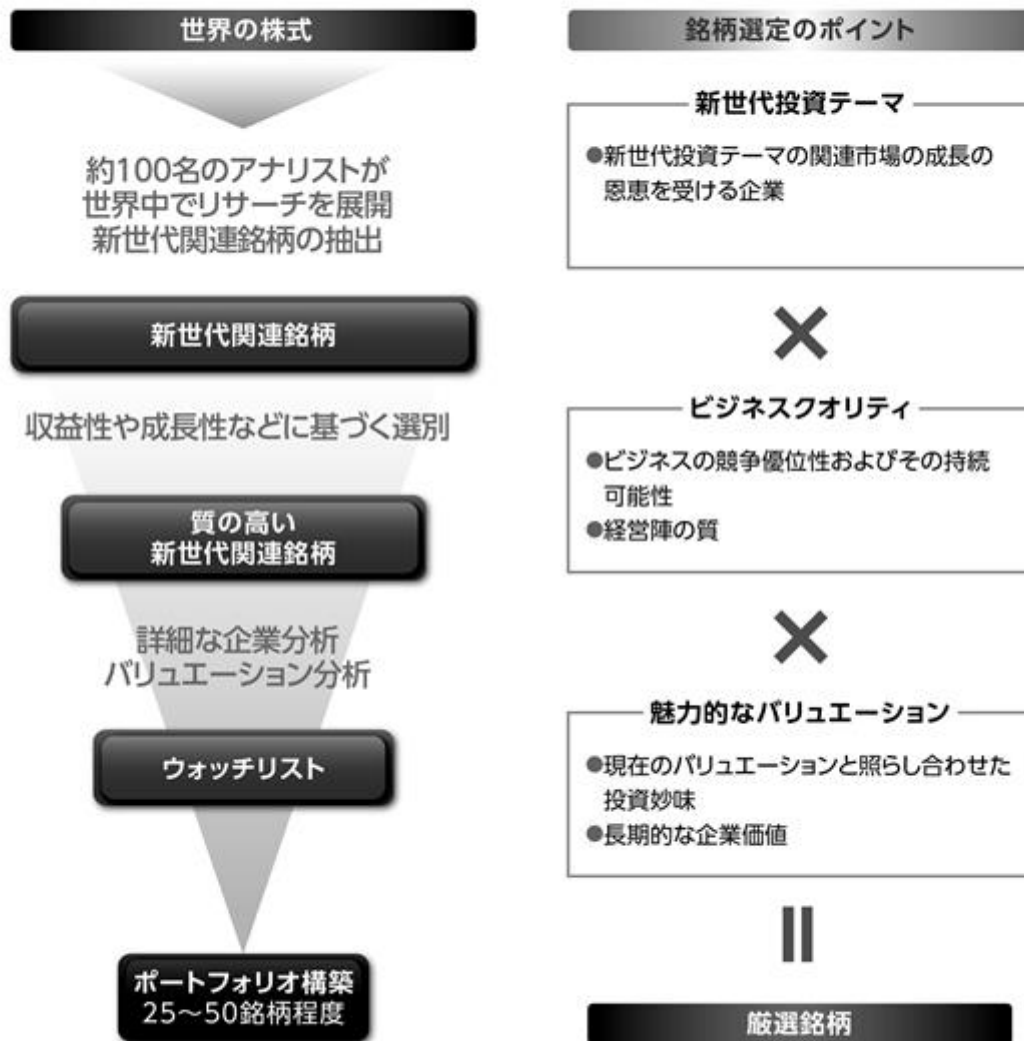 世界の株式
約100名のアナリストが
世界中でリサーチを展開
新世代関連銘柄の抽出
新世代関連銘柄
収益性や成長性などに基づく選別
質の高い
新世代関連銘柄
詳細な企業分析
バリュエーション分析
ウォッチリスト
ポートフォリオ構築
25～50銘柄程度
銘柄選定のポイント
新世代投資テーマ
●新世代投資テーマの関連市場の成長の
恩恵を受ける企業
×
ビジネスクオリティ
●ビジネスの競争優位性およびその持続
可能性
●経営陣の質
×
魅力的なバリュエーション
●現在のバリュエーションと照らし合わせた
投資妙味
●長期的な企業価値
||
厳選銘柄